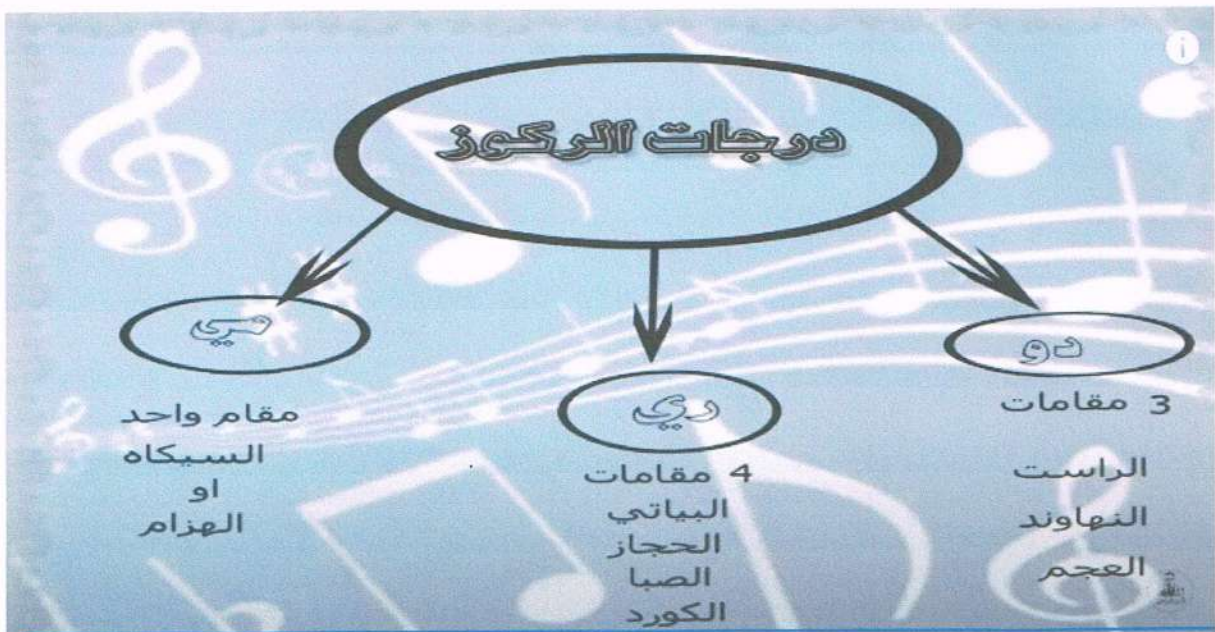 درجات الركوز
دو
3 مقامات
الراست
النهاوند
العجم
ري
4 مقامات
البياتي
الحجاز
الصبا
الكورد
مي
مقام واحد
السيكاه
او
الهزام